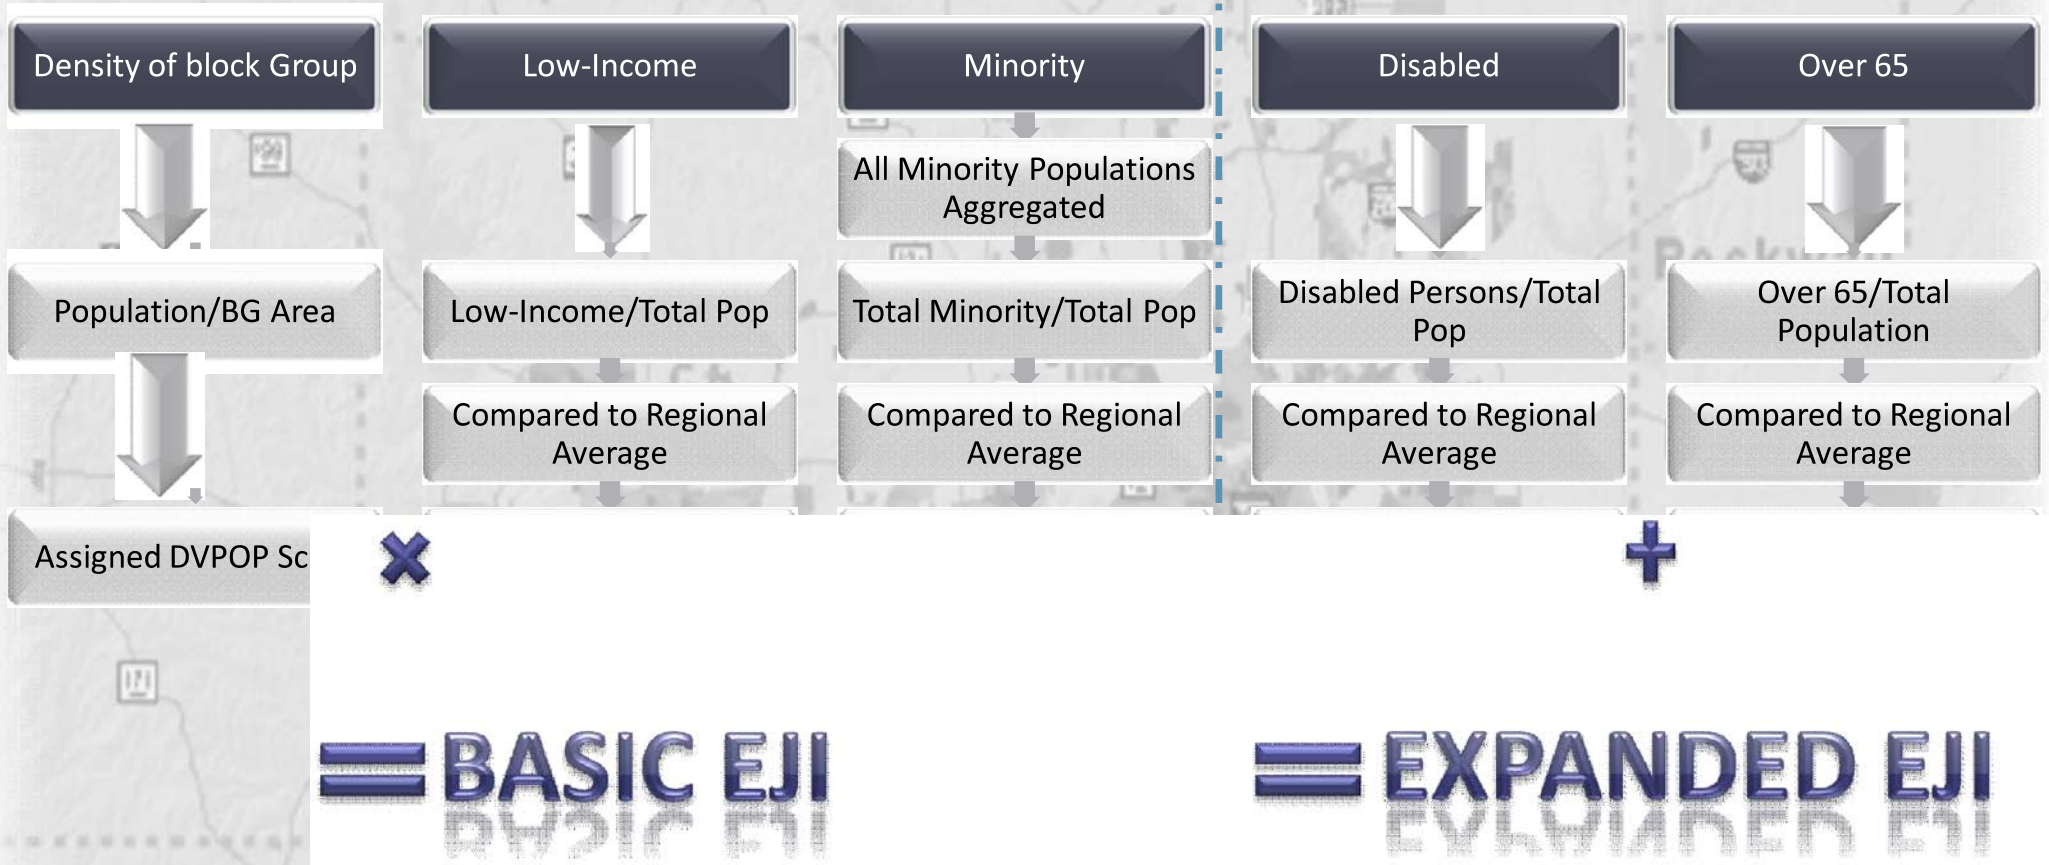 Density of block Group
Low-Income
Minority
Disabled
Over 65
All Minority Populations
Aggregated
Population/BG Area
Low-Income/Total Pop
Total Minority/Total Pop
Disabled Persons/Total
Pop
Over 65/Total
Population
Compared to Regional
Average
Compared to Regional
Average
Compared to Regional
Average
Compared to Regional
Average
Assigned DVPOP Sc
= BASIC EJI
= EXPANDED EJI